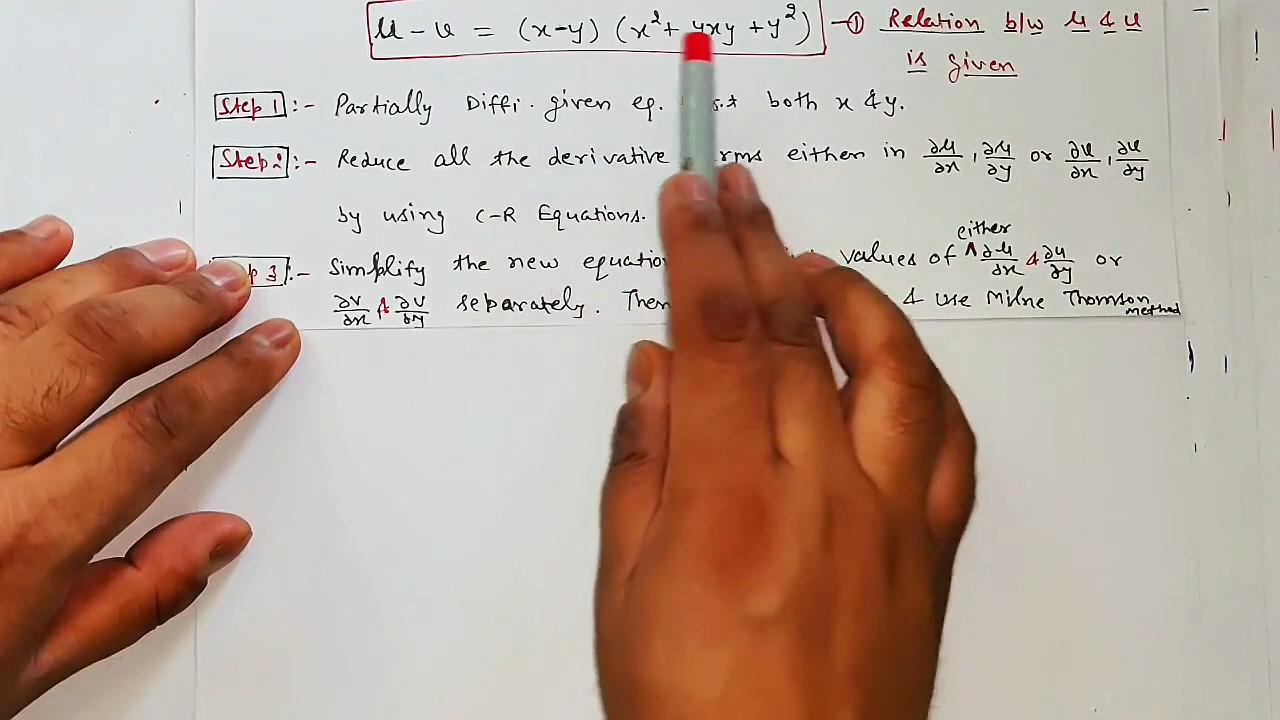 u - v = (x-y) (x²+ 4xy + y²) —① Relation b/w u & v
is given
Step 1 :- Partially Diffi. given eq. both x & y.
Step 2 :- Reduce all the derivative either in ∂u/∂x, ∂u/∂y or ∂v/∂x, ∂v/∂y
by using C-R Equations.
either
3 :- Simplify the new values of ^ ∂u/∂x & ∂u/∂y or
∂v/∂x & ∂v/∂y separately. & use Milne Thomson
method